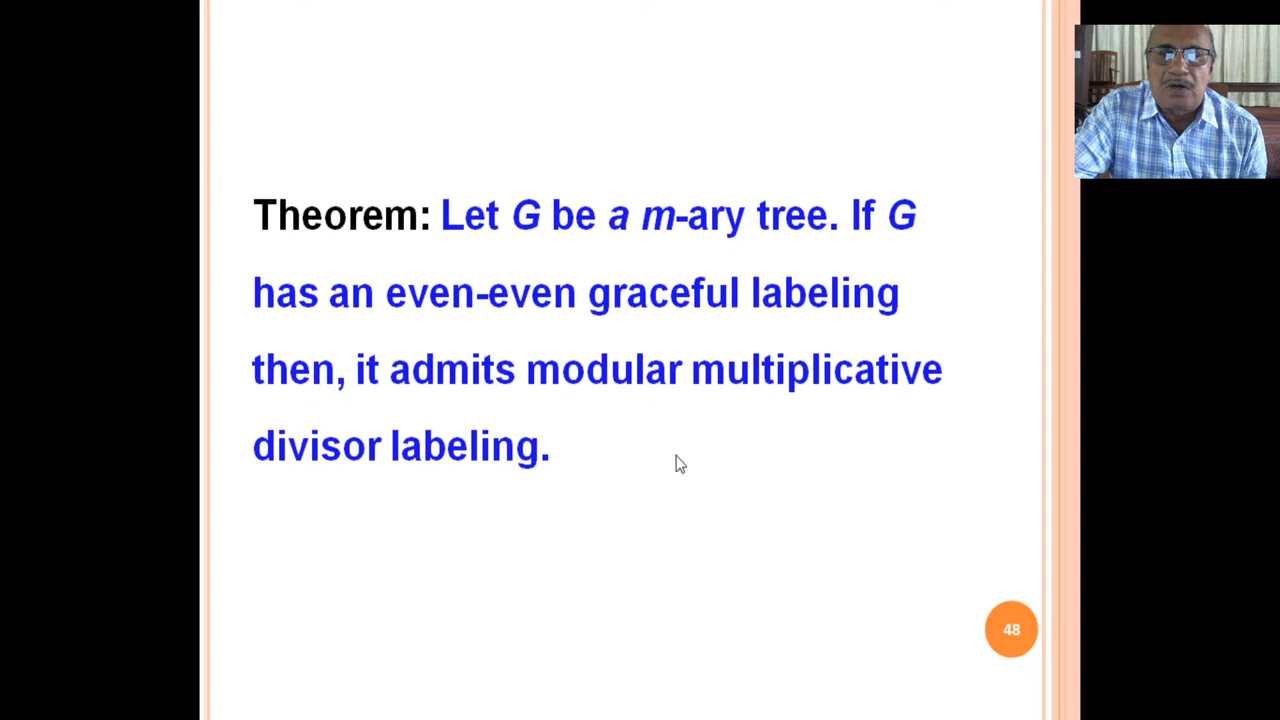 Theorem: Let G be a m-ary tree. If G
has an even-even graceful labeling
then, it admits modular multiplicative
divisor labeling.
48